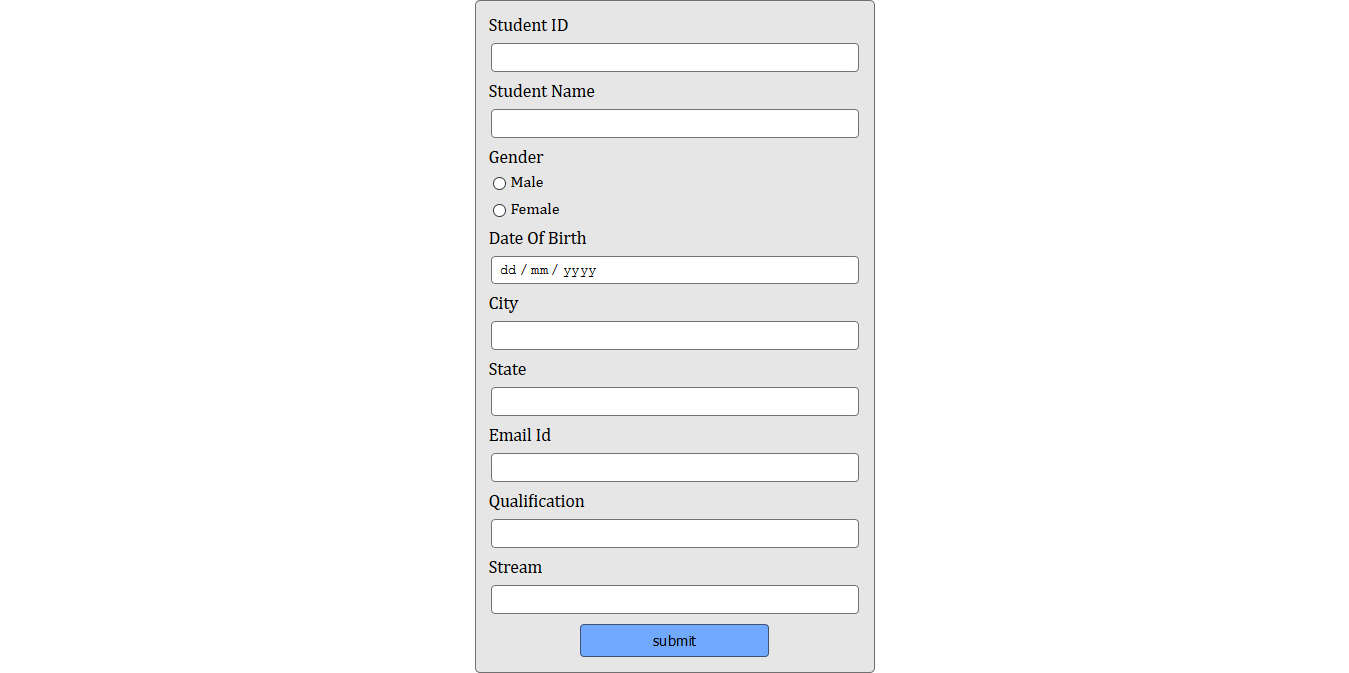 Student ID
Student Name
Gender
Male
Female
Date Of Birth
dd / mm / yyyy
City
State
Email Id
Qualification
Stream
submit